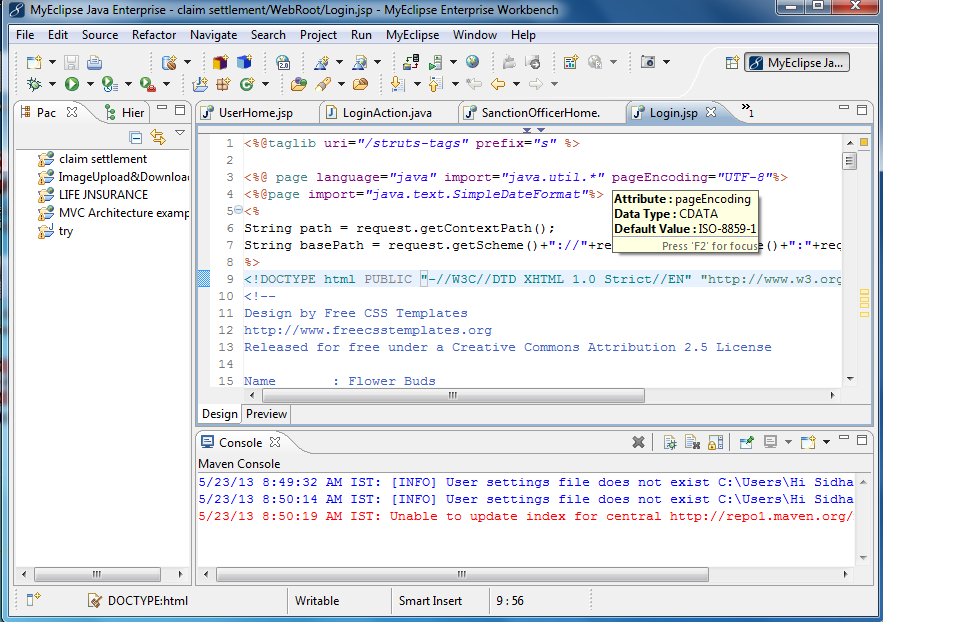 MyEclipse Java Enterprise - claim settlement/WebRoot/Login.jsp - MyEclipse Enterprise Workbench
File Edit Source Refactor Navigate Search Project Run MyEclipse Window Help
MyEclipse Ja...
Pac Hier
UserHome.jsp LoginAction.java SanctionOfficerHome. Login.jsp »1
claim settlement
ImageUpload&Downloa
LIFE JNSURANCE
MVC Architecture examp
try
1 <%@taglib uri="/struts-tags" prefix="s" %>
2
3 <%@ page language="java" import="java.util.*" pageEncoding="UTF-8"%>
4 <%@page import="java.text.SimpleDateFormat"%>
5 <%
6 String path = request.getContextPath();
7 String basePath = request.getScheme()+"://"+re ()+":"+req
8 %>
9 <!DOCTYPE html PUBLIC "-//W3C//DTD XHTML 1.0 Strict//EN" "http://www.w3.org
10 <!--
11 Design by Free CSS Templates
12 http://www.freecsstemplates.org
13 Released for free under a Creative Commons Attribution 2.5 License
14
15 Name : Flower Buds
Attribute : pageEncoding
Data Type : CDATA
Default Value : ISO-8859-1
Press 'F2' for focus
Design Preview
Console
Maven Console
5/23/13 8:49:32 AM IST: [INFO] User settings file does not exist C:\Users\Hi Sidha
5/23/13 8:50:14 AM IST: [INFO] User settings file does not exist C:\Users\Hi Sidha
5/23/13 8:50:19 AM IST: Unable to update index for central http://repo1.maven.org/
DOCTYPE:html Writable Smart Insert 9 : 56